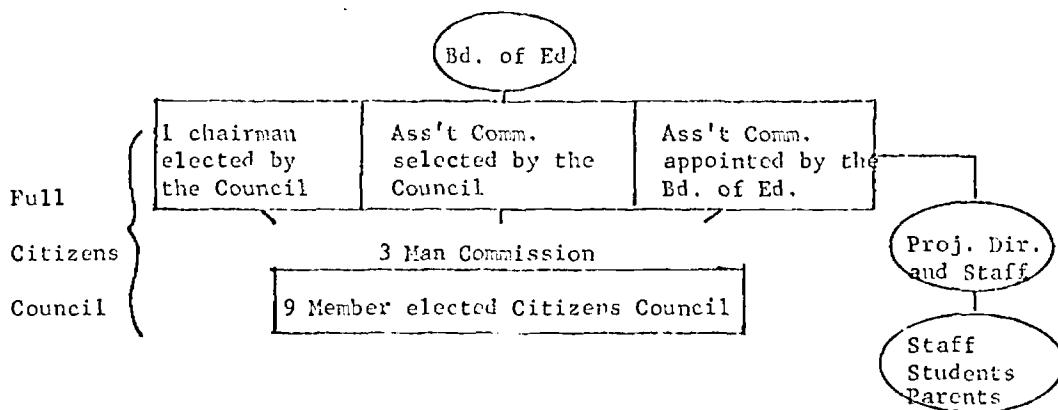 Bd. of Ed.
1 chairman
elected by
the Council
Ass't Comm.
selected by the
Council
Ass't Comm.
appointed by the
Bd. of Ed.
Full
Citizens
Council
3 Man Commission
9 Member elected Citizens Council
Proj. Dir.
and Staff
Staff
Students
Parents